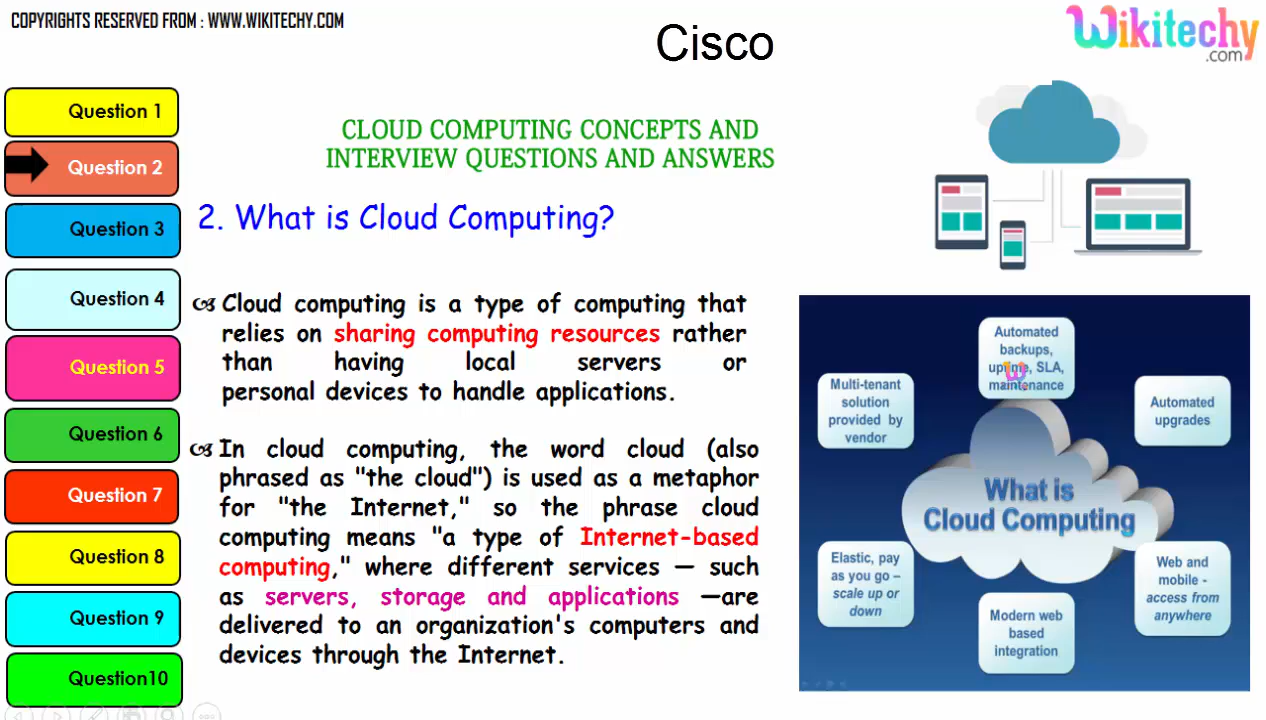 COPYRIGHTS RESERVED FROM : WWW.WIKITECHY.COM
Cisco
Wikitechy
.com
Question 1
Question 2
Question 3
Question 4
Question 5
Question 6
Question 7
Question 8
Question 9
Question10
CLOUD COMPUTING CONCEPTS AND
INTERVIEW QUESTIONS AND ANSWERS
2. What is Cloud Computing?
Cloud computing is a type of computing that
relies on sharing computing resources rather
than having local servers or
personal devices to handle applications.
In cloud computing, the word cloud (also
phrased as "the cloud") is used as a metaphor
for "the Internet," so the phrase cloud
computing means "a type of Internet-based
computing," where different services — such
as servers, storage and applications —are
delivered to an organization's computers and
devices through the Internet.
Automated
backups,
uptime, SLA,
maintenance
Multi-tenant
solution
provided by
vendor
Automated
upgrades
What is
Cloud Computing
Elastic, pay
as you go –
scale up or
down
Web and
mobile -
access from
anywhere
Modern web
based
integration